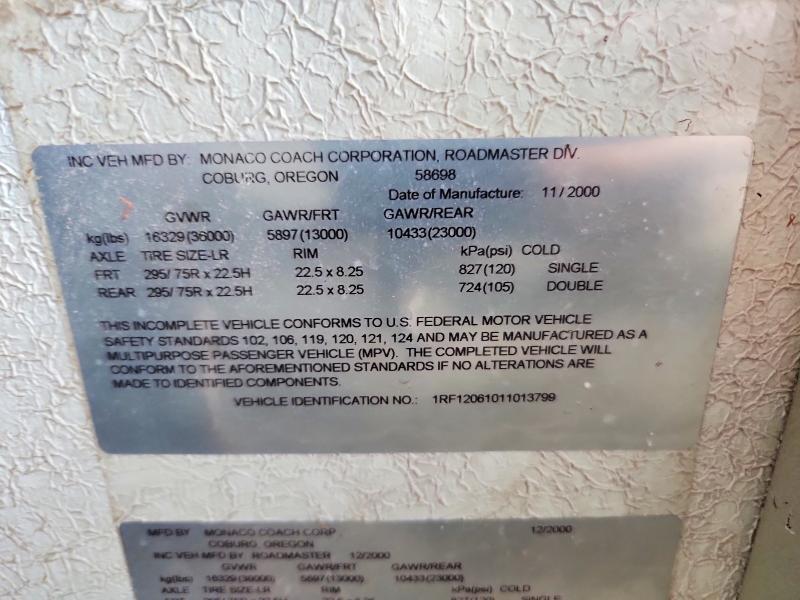 INC VEH MFD BY: MONACO COACH CORPORATION, ROADMASTER DIV.
COBURG, OREGON 58698
Date of Manufacture: 11/2000
GVWR GAWR/FRT GAWR/REAR
kg(lbs) 16329(36000) 5897(13000) 10433(23000)
AXLE TIRE SIZE-LR RIM kPa(psi) COLD
FRT 295/ 75R x 22.5H 22.5 x 8.25 827(120) SINGLE
REAR 295/ 75R x 22.5H 22.5 x 8.25 724(105) DOUBLE
THIS INCOMPLETE VEHICLE CONFORMS TO U.S. FEDERAL MOTOR VEHICLE
SAFETY STANDARDS 102, 106, 119, 120, 121, 124 AND MAY BE MANUFACTURED AS A
MULTIPURPOSE PASSENGER VEHICLE (MPV). THE COMPLETED VEHICLE WILL
CONFORM TO THE AFOREMENTIONED STANDARDS IF NO ALTERATIONS ARE
MADE TO IDENTIFIED COMPONENTS.
VEHICLE IDENTIFICATION NO.: 1RF12061011013799
MFD BY MONACO COACH CORP 12/2000
COBURG, OREGON
INC VEH MFD BY ROADMASTER 12/2000
GVWR GAWR/FRT GAWR/REAR
kg(lbs) 16329(36000) 5897(13000) 10433(23000)
AXLE TIRE SIZE-LR RIM kPa(psi) COLD